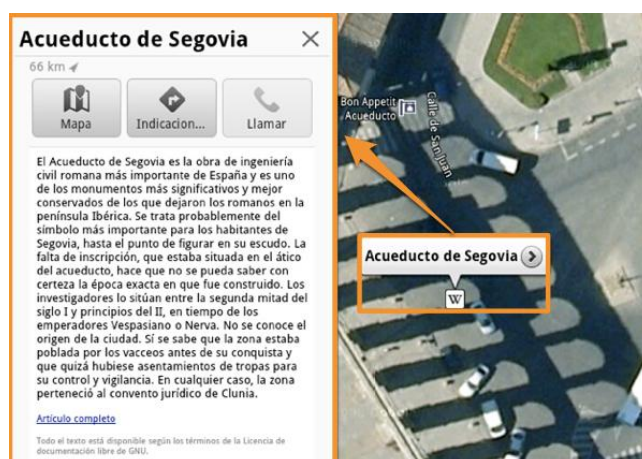 Acueducto de Segovia
66 km
Mapa
Indicacion...
Llamar
El Acueducto de Segovia es la obra de ingeniería
civil romana más importante de España y es uno
de los monumentos más significativos y mejor
conservados de los que dejaron los romanos en la
península Ibérica. Se trata probablemente del
símbolo más importante para los habitantes de
Segovia, hasta el punto de figurar en su escudo. La
falta de inscripción, que estaba situada en el ático
del acueducto, hace que no se pueda saber con
certeza la época exacta en que fue construido. Los
investigadores lo sitúan entre la segunda mitad del
siglo I y principios del II, en tiempo de los
emperadores Vespasiano o Nerva. No se conoce el
origen de la ciudad. Sí se sabe que la zona estaba
poblada por los vacceos antes de su conquista y
que quizá hubiese asentamientos de tropas para
su control y vigilancia. En cualquier caso, la zona
perteneció al convento jurídico de Clunia.
Artículo completo
Todo el texto está disponible según los términos de la Licencia de
documentación libre de GNU.
Bon Appetit
Acueducto
Calle de San Juan
Acueducto de Segovia
W